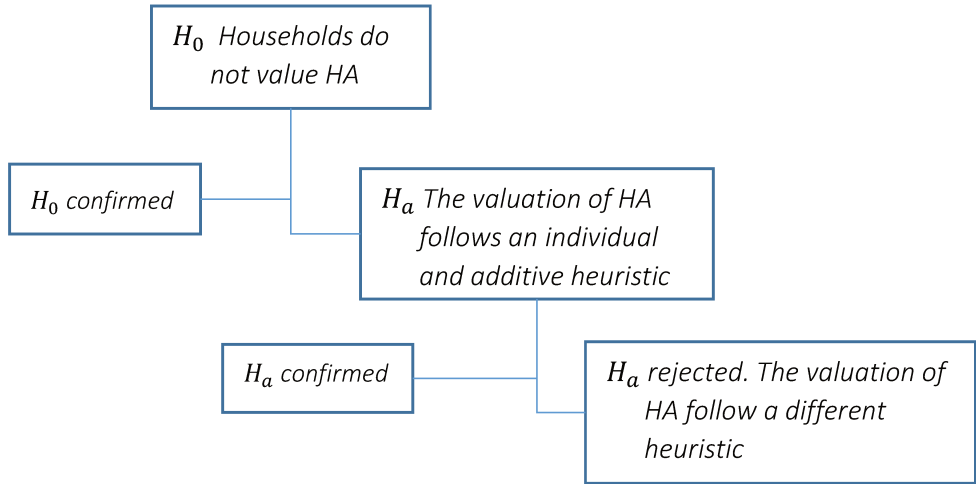 H₀ Households do
not value HA
H₀ confirmed
Hₐ The valuation of HA
follows an individual
and additive heuristic
Hₐ confirmed
Hₐ rejected. The valuation of
HA follow a different
heuristic